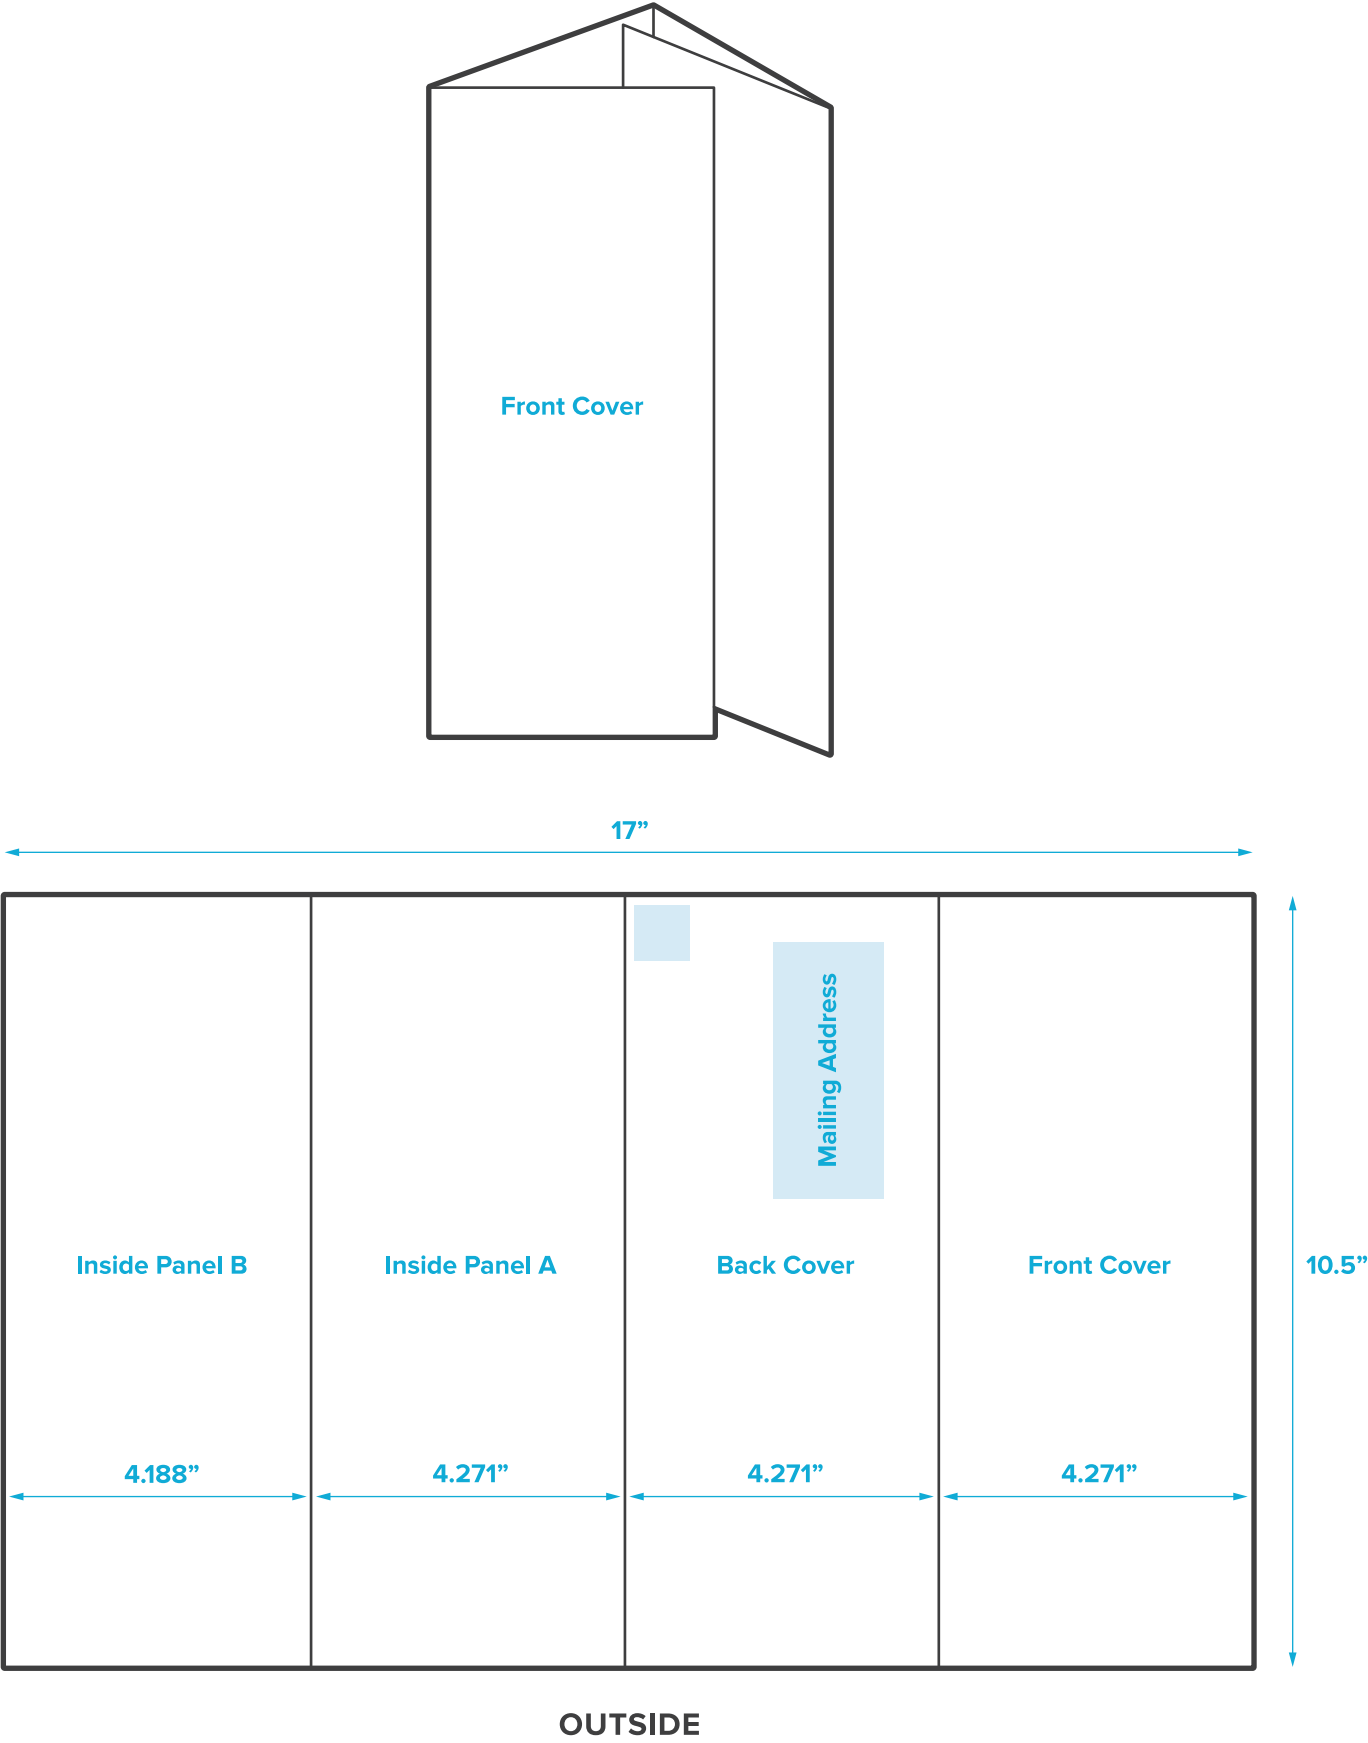 Front Cover
17”
Mailing Address
Inside Panel B
Inside Panel A
Back Cover
Front Cover
10.5”
4.188”
4.271”
4.271”
4.271”
OUTSIDE